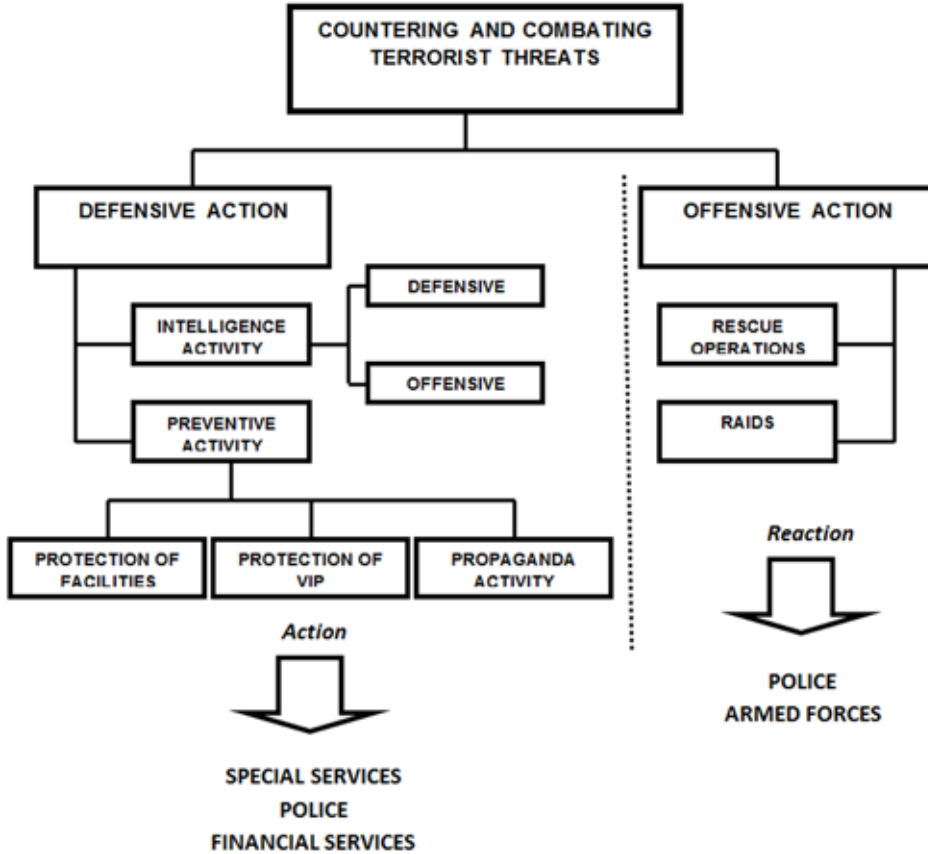 COUNTERING AND COMBATING
TERRORIST THREATS
DEFENSIVE ACTION
OFFENSIVE ACTION
INTELLIGENCE
ACTIVITY
DEFENSIVE
OFFENSIVE
PREVENTIVE
ACTIVITY
RESCUE
OPERATIONS
RAIDS
PROTECTION OF
FACILITIES
PROTECTION OF
VIP
PROPAGANDA
ACTIVITY
Action
SPECIAL SERVICES
POLICE
FINANCIAL SERVICES
Reaction
POLICE
ARMED FORCES